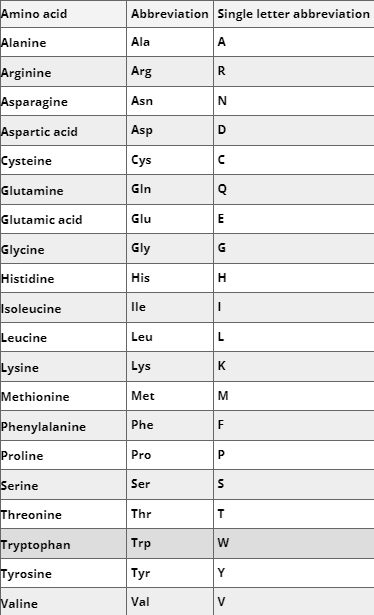 Amino acid Abbreviation Single letter abbreviation
Alanine Ala A
Arginine Arg R
Asparagine Asn N
Aspartic acid Asp D
Cysteine Cys C
Glutamine Gln Q
Glutamic acid Glu E
Glycine Gly G
Histidine His H
Isoleucine Ile I
Leucine Leu L
Lysine Lys K
Methionine Met M
Phenylalanine Phe F
Proline Pro P
Serine Ser S
Threonine Thr T
Tryptophan Trp W
Tyrosine Tyr Y
Valine Val V